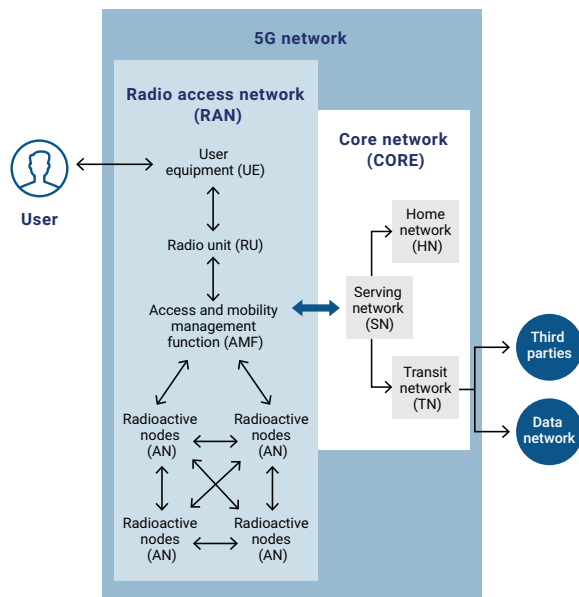 5G network
Radio access network
(RAN)
User
equipment (UE)
User
Radio unit (RU)
Access and mobility
management
function (AMF)
Radioactive
nodes
(AN)
Radioactive
nodes
(AN)
Radioactive
nodes
(AN)
Radioactive
nodes
(AN)
Core network
(CORE)
Home
network
(HN)
Serving
network
(SN)
Transit
network
(TN)
Third
parties
Data
network